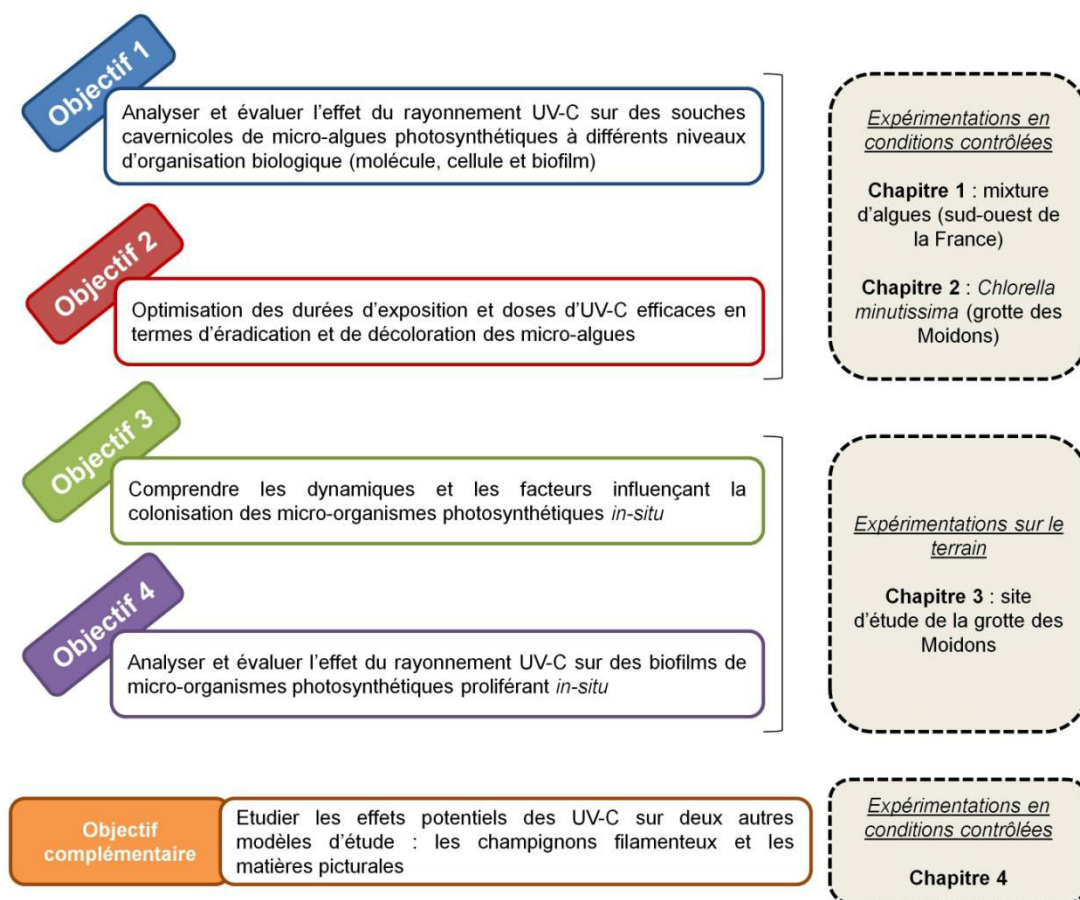 Objectif 1
Analyser et évaluer l'effet du rayonnement UV-C sur des souches
cavernicoles de micro-algues photosynthétiques à différents niveaux
d'organisation biologique (molécule, cellule et biofilm)
Objectif 2
Optimisation des durées d'exposition et doses d'UV-C efficaces en
termes d'éradication et de décoloration des micro-algues
Expérimentations en
conditions contrôlées
Chapitre 1 : mixture
d'algues (sud-ouest de
la France)
Chapitre 2 : Chlorella
minutissima (grotte des
Moidons)
Objectif 3
Comprendre les dynamiques et les facteurs influençant la
colonisation des micro-organismes photosynthétiques in-situ
Objectif 4
Analyser et évaluer l'effet du rayonnement UV-C sur des biofilms de
micro-organismes photosynthétiques proliférant in-situ
Expérimentations sur le
terrain
Chapitre 3 : site
d'étude de la grotte des
Moidons
Objectif
complémentaire
Etudier les effets potentiels des UV-C sur deux autres
modèles d'étude : les champignons filamenteux et les
matières picturales
Expérimentations en
conditions contrôlées
Chapitre 4